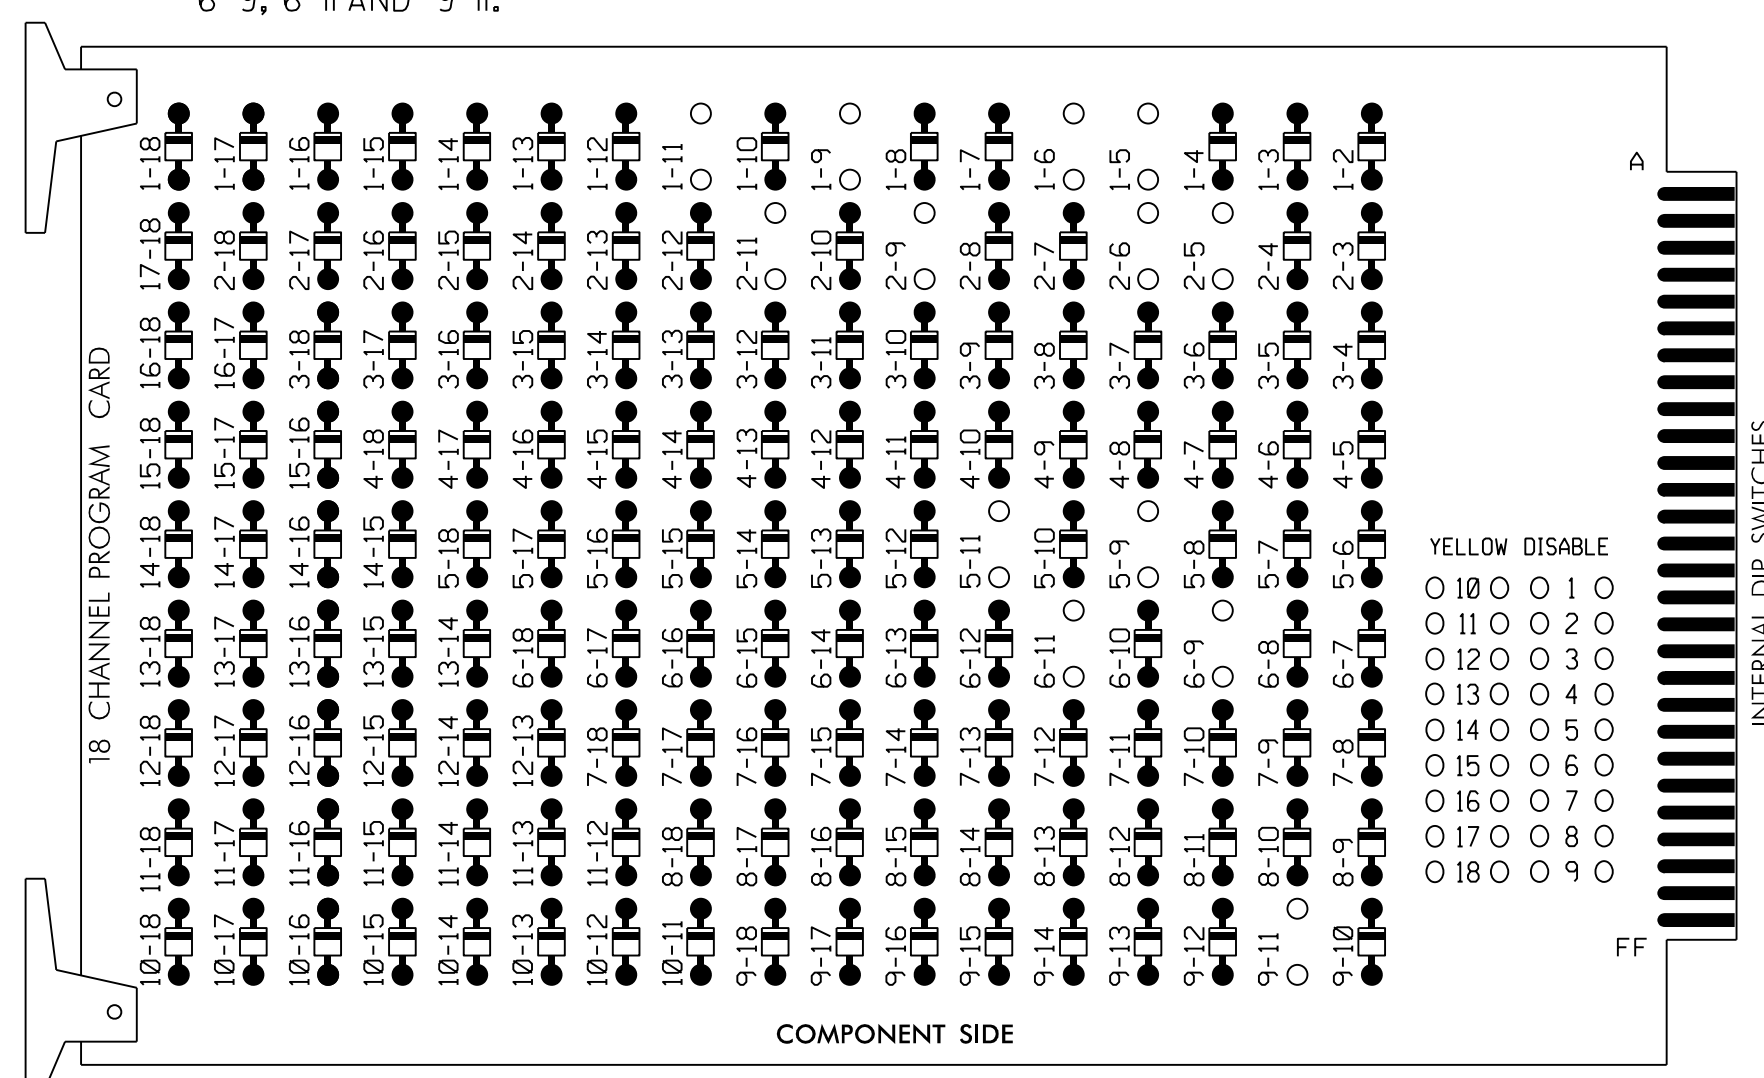 6-9, 6-11 AND 9-11.
1-18 1-17 1-16 1-15 1-14 1-13 1-12 1-11 1-10 1-9 1-8 1-7 1-6 1-5 1-4 1-3 1-2
17-18 2-18 2-17 2-16 2-15 2-14 2-13 2-12 2-11 2-10 2-9 2-8 2-7 2-6 2-5 2-4 2-3
16-18 16-17 3-18 3-17 3-16 3-15 3-14 3-13 3-12 3-11 3-10 3-9 3-8 3-7 3-6 3-5 3-4
15-18 15-17 15-16 4-18 4-17 4-16 4-15 4-14 4-13 4-12 4-11 4-10 4-9 4-8 4-7 4-6 4-5
14-18 14-17 14-16 14-15 5-18 5-17 5-16 5-15 5-14 5-13 5-12 5-11 5-10 5-9 5-8 5-7 5-6
13-18 13-17 13-16 13-15 13-14 6-18 6-17 6-16 6-15 6-14 6-13 6-12 6-11 6-10 6-9 6-8 6-7
12-18 12-17 12-16 12-15 12-14 12-13 7-18 7-17 7-16 7-15 7-14 7-13 7-12 7-11 7-10 7-9 7-8
11-18 11-17 11-16 11-15 11-14 11-13 11-12 8-18 8-17 8-16 8-15 8-14 8-13 8-12 8-11 8-10 8-9
10-18 10-17 10-16 10-15 10-14 10-13 10-12 10-11 9-18 9-17 9-16 9-15 9-14 9-13 9-12 9-11 9-10
18 CHANNEL PROGRAM CARD
COMPONENT SIDE
YELLOW DISABLE
10 1
11 2
12 3
13 4
14 5
15 6
16 7
17 8
18 9
A
FF
INTERNAL DIP SWITCHES